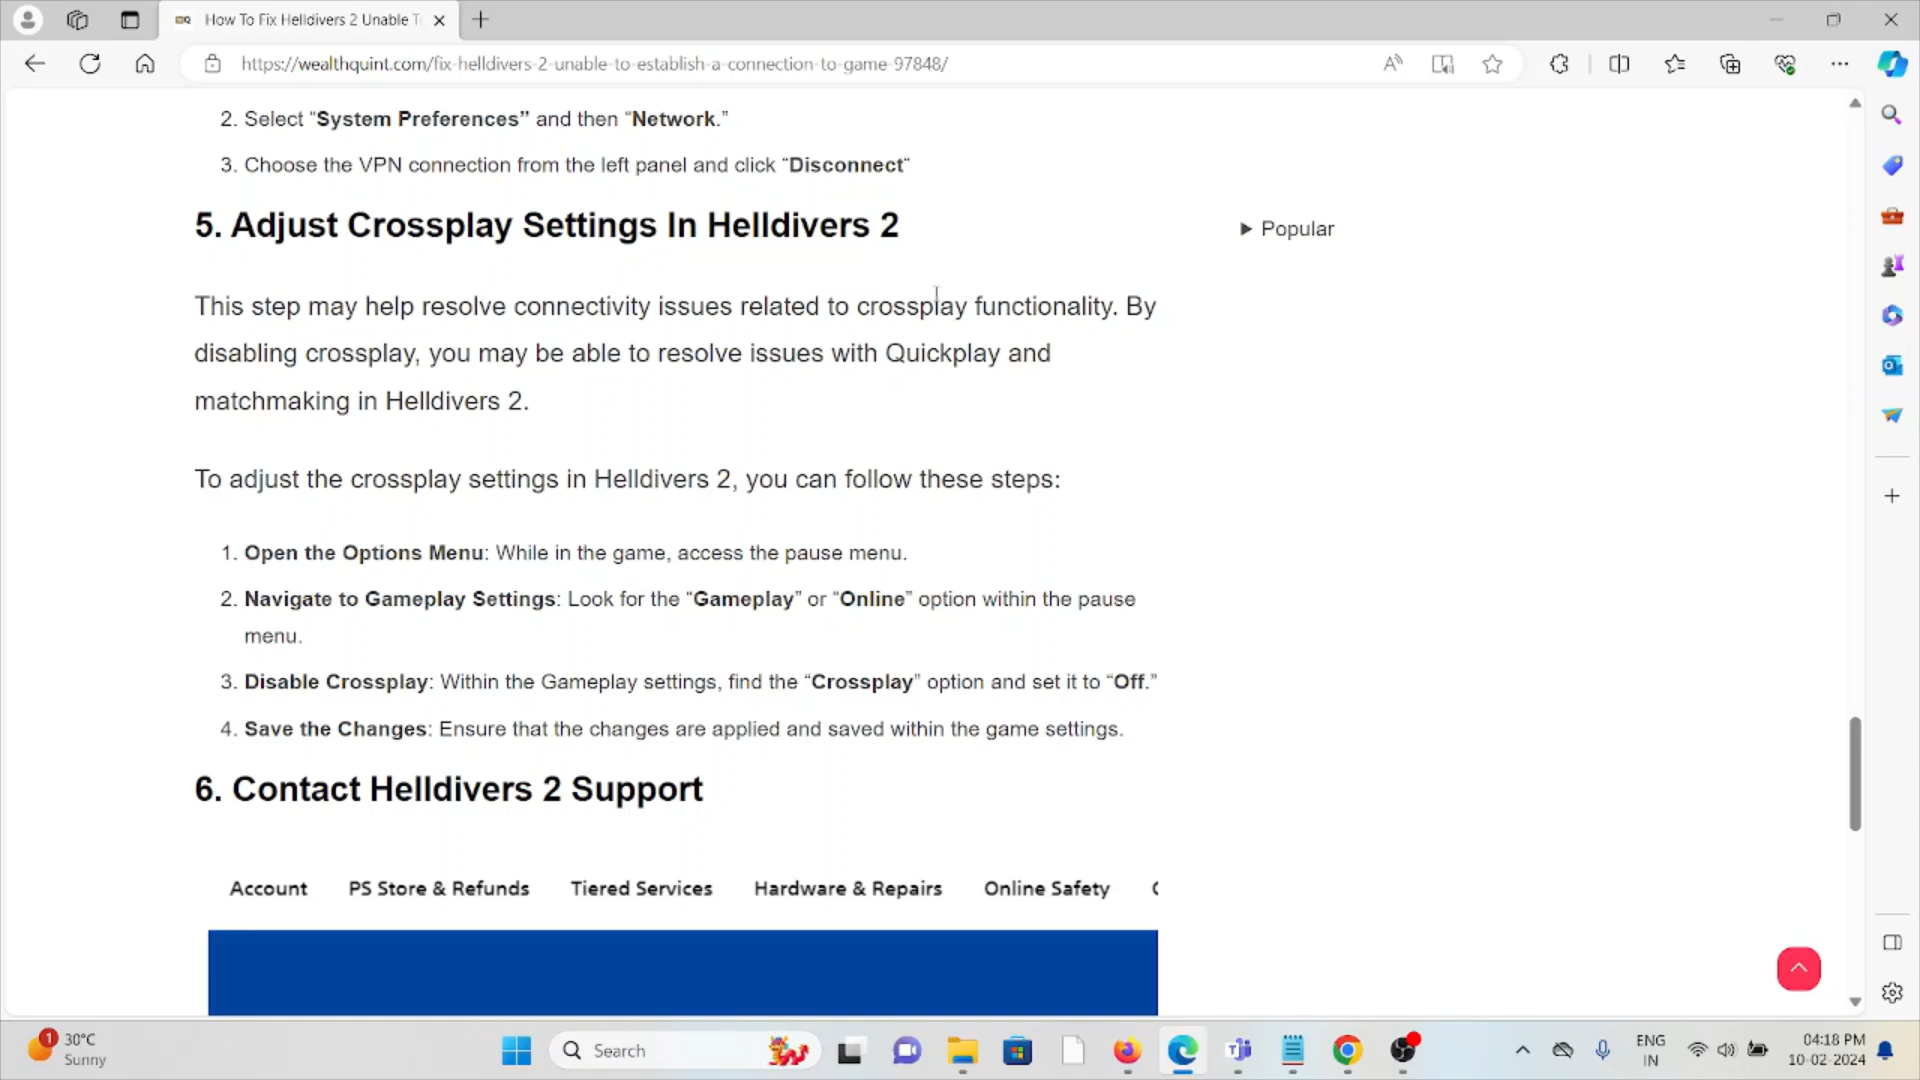 How To Fix Helldivers 2 Unable T
https://wealthquint.com/fix-helldivers-2-unable-to-establish-a-connection-to-game-97848/
2. Select “System Preferences” and then “Network.”
3. Choose the VPN connection from the left panel and click “Disconnect“
5. Adjust Crossplay Settings In Helldivers 2
Popular
This step may help resolve connectivity issues related to crossplay functionality. By
disabling crossplay, you may be able to resolve issues with Quickplay and
matchmaking in Helldivers 2.
To adjust the crossplay settings in Helldivers 2, you can follow these steps:
1. Open the Options Menu: While in the game, access the pause menu.
2. Navigate to Gameplay Settings: Look for the “Gameplay” or “Online” option within the pause
menu.
3. Disable Crossplay: Within the Gameplay settings, find the “Crossplay” option and set it to “Off.”
4. Save the Changes: Ensure that the changes are applied and saved within the game settings.
6. Contact Helldivers 2 Support
Account PS Store & Refunds Tiered Services Hardware & Repairs Online Safety
1
30°C
Sunny
Search
ENG
IN
04:18 PM
10-02-2024